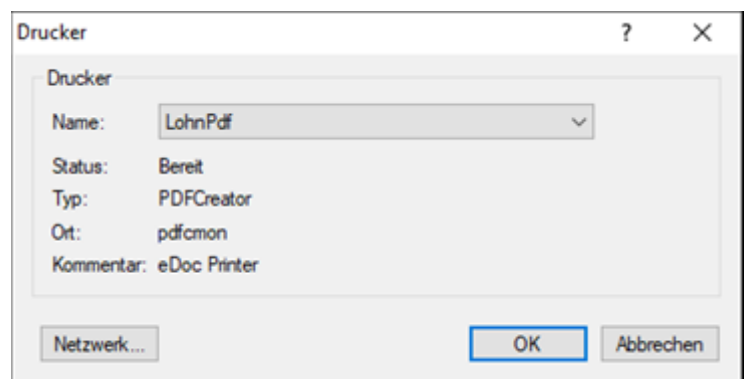 Drucker ?
Drucker
Name: LohnPdf
Status: Bereit
Typ: PDFCreator
Ort: pdfcmon
Kommentar: eDoc Printer
Netzwerk... OK Abbrechen